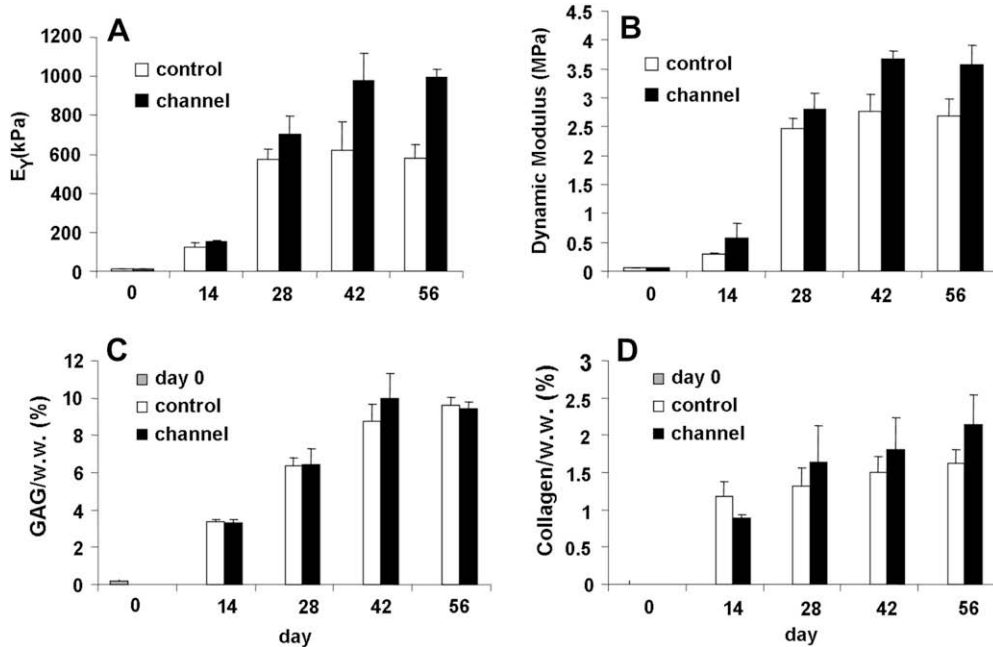 A
1200
1000
800
600
400
200
0
E_Y(kPa)
control
channel
0 14 28 42 56
B
4.5
4
3.5
3
2.5
2
1.5
1
0.5
0
Dynamic Modulus (MPa)
control
channel
0 14 28 42 56
C
12
10
8
6
4
2
0
GAG/w.w. (%)
day 0
control
channel
0 14 28 42 56
day
D
3
2.5
2
1.5
1
0.5
0
Collagen/w.w. (%)
day 0
control
channel
0 14 28 42 56
day